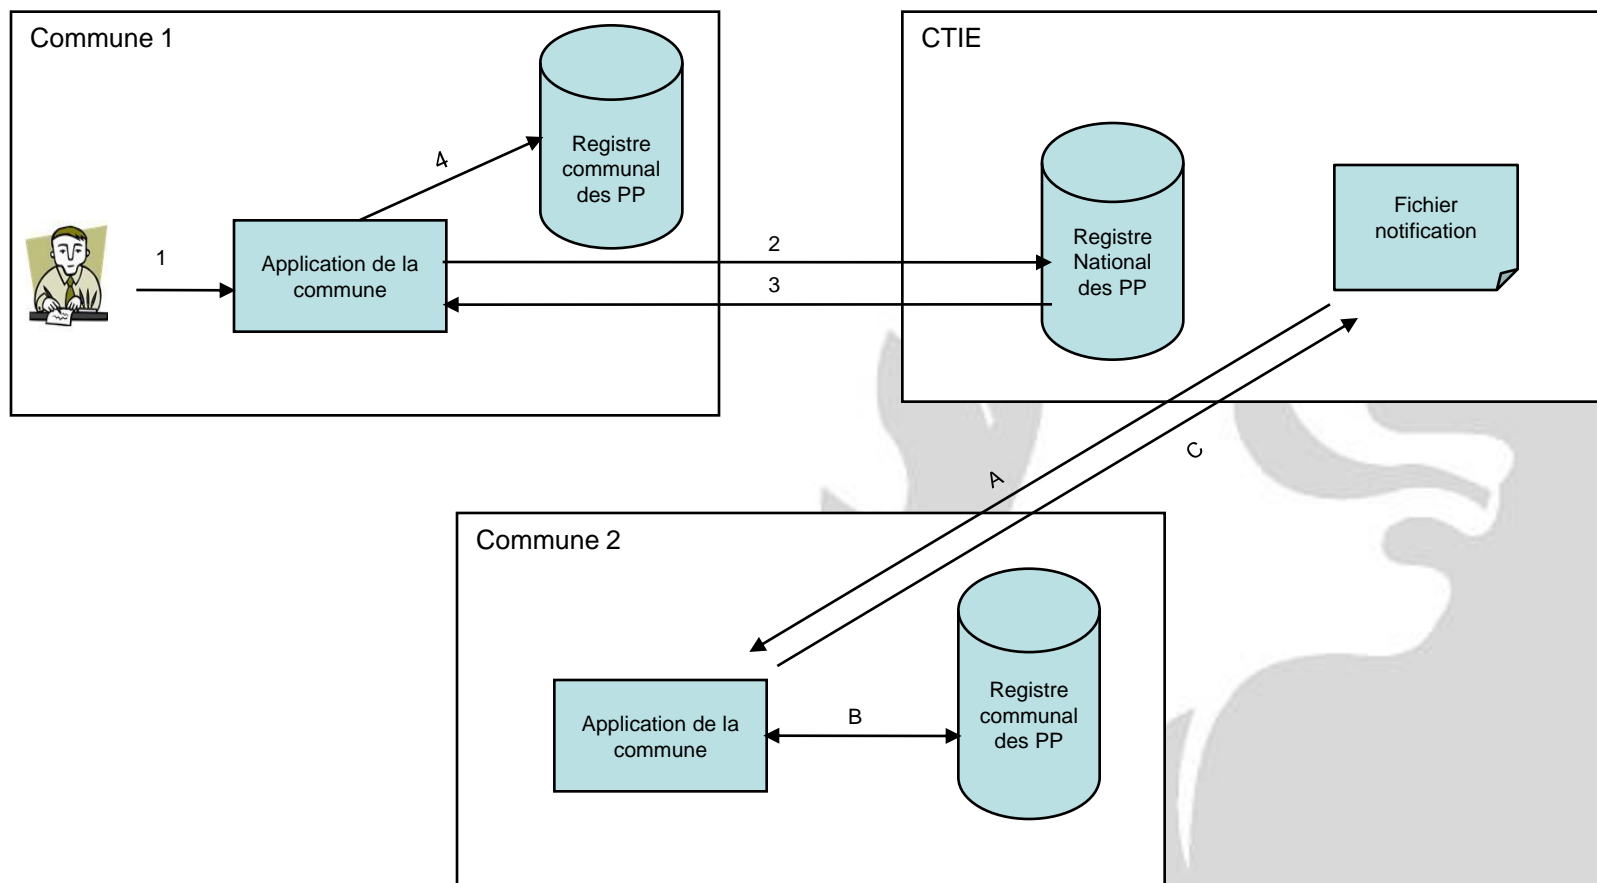 Commune 1
Registre
communal
des PP
4
1
Application de la
commune
2
3
CTIE
Registre
National
des PP
Fichier
notification
A
C
Commune 2
Application de la
commune
B
Registre
communal
des PP